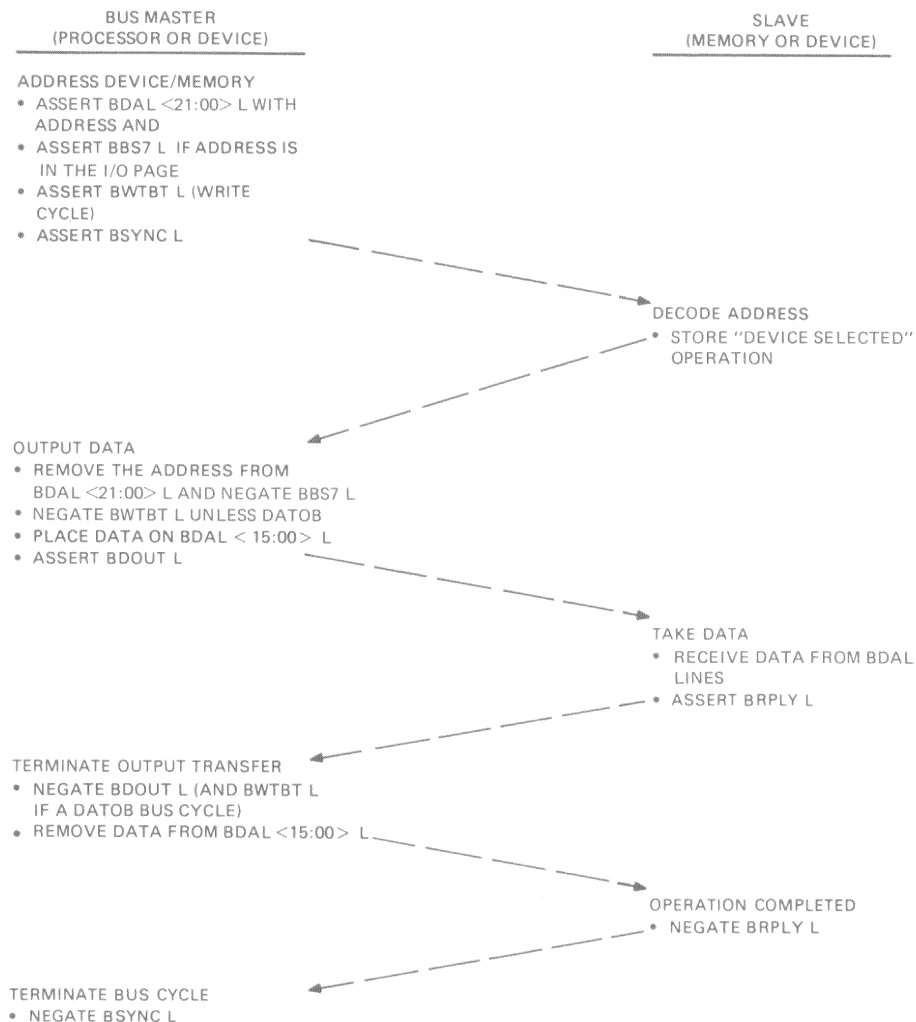 BUS MASTER
(PROCESSOR OR DEVICE)
SLAVE
(MEMORY OR DEVICE)
ADDRESS DEVICE/MEMORY
• ASSERT BDAL <21:00> L WITH
ADDRESS AND
• ASSERT BBS7 L IF ADDRESS IS
IN THE I/O PAGE
• ASSERT BWTBT L (WRITE
CYCLE)
• ASSERT BSYNC L
DECODE ADDRESS
• STORE "DEVICE SELECTED"
OPERATION
OUTPUT DATA
• REMOVE THE ADDRESS FROM
BDAL <21:00> L AND NEGATE BBS7 L
• NEGATE BWTBT L UNLESS DATOB
• PLACE DATA ON BDAL < 15:00> L
• ASSERT BDOUT L
TAKE DATA
• RECEIVE DATA FROM BDAL
LINES
• ASSERT BRPLY L
TERMINATE OUTPUT TRANSFER
• NEGATE BDOUT L (AND BWTBT L
IF A DATOB BUS CYCLE)
• REMOVE DATA FROM BDAL <15:00> L
OPERATION COMPLETED
• NEGATE BRPLY L
TERMINATE BUS CYCLE
• NEGATE BSYNC L